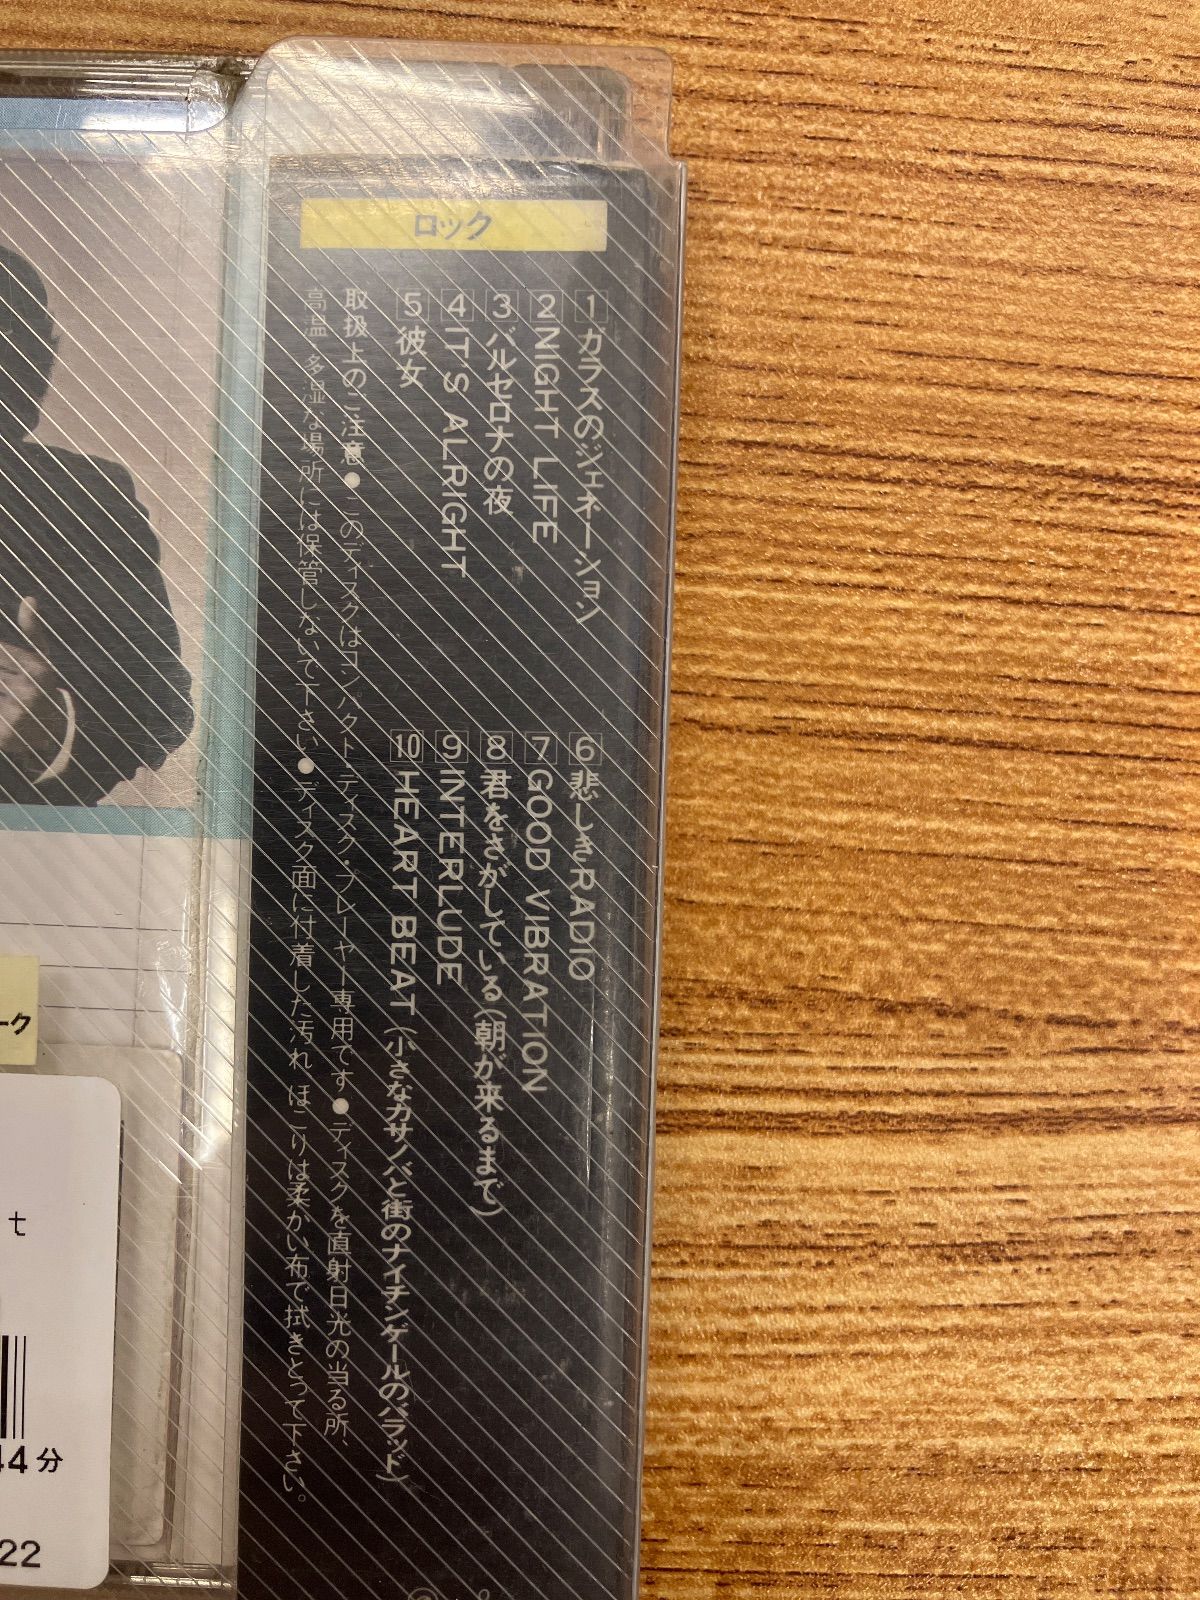 ロック
1 ガラスのジェネーション
2 NIGHT LIFE
3 バルセロナの夜
4 IT'S ALRIGHT
5 彼女
6 悲しきRADIO
7 GOOD VIBRATION
8 君をさがしている(朝が来るまで)
9 INTERLUDE
10 HEART BEAT (小さなカサノバと街のナイチンゲールのバラッド)
取扱上のご注意●このディスクはコンパクト・ディスク・プレーヤー専用です●ディスクを直射日光の当る所、
高温・多湿な場所には保管しないで下さい●ディスク面に付着した汚れ ほこりは柔かい布で拭きとって下さい。
ーク
t
44分
22